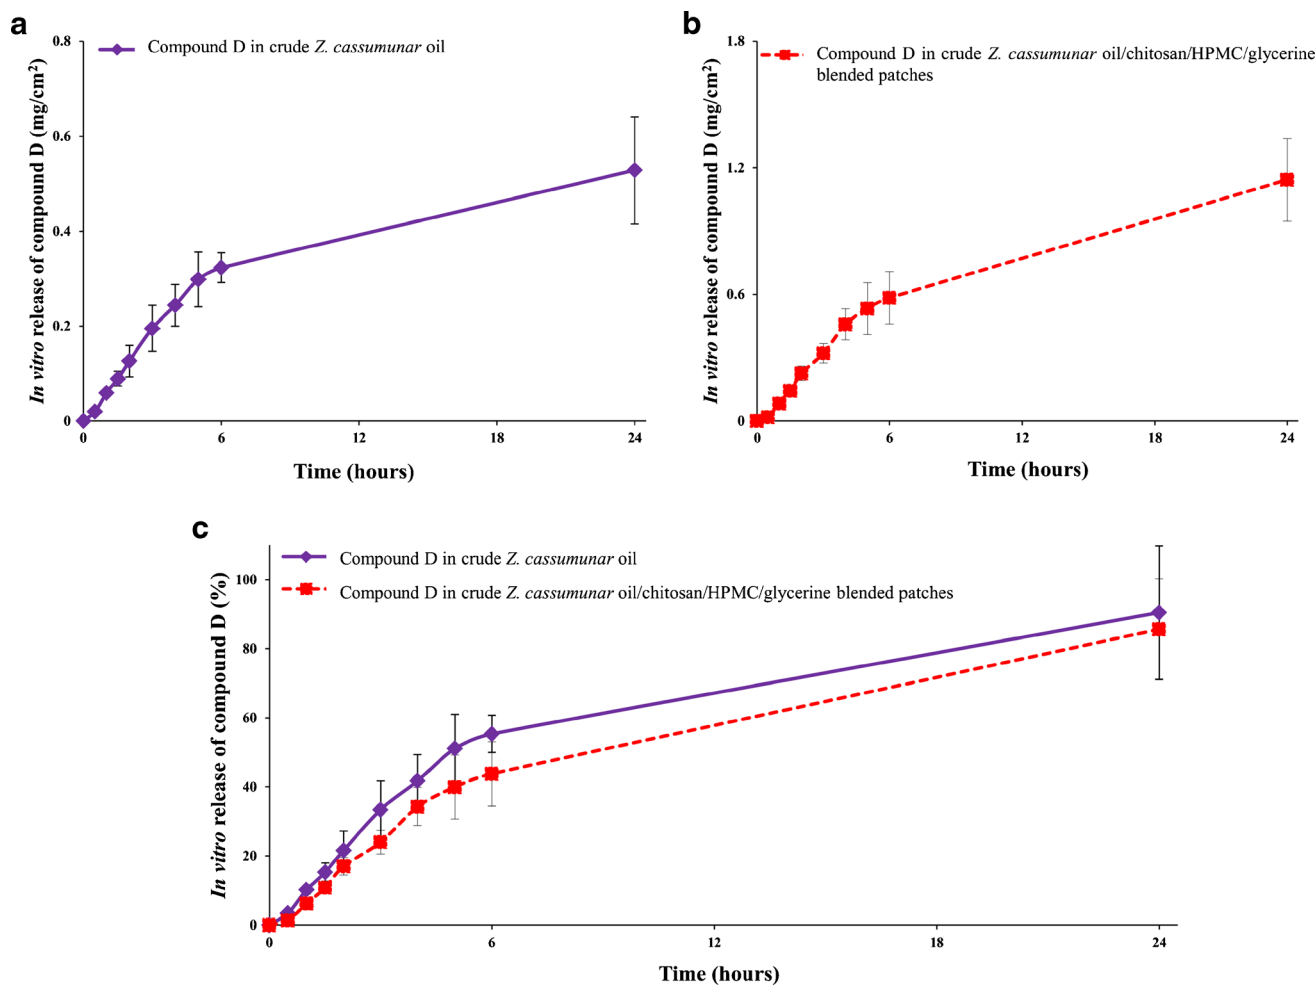 a
Compound D in crude Z. cassumunar oil
In vitro release of compound D (mg/cm²)
0.8
0.6
0.4
0.2
0
0 6 12 18 24
Time (hours)
b
Compound D in crude Z. cassumunar oil/chitosan/HPMC/glycerine
blended patches
In vitro release of compound D (mg/cm²)
1.8
1.2
0.6
0
0 6 12 18 24
Time (hours)
c
Compound D in crude Z. cassumunar oil
Compound D in crude Z. cassumunar oil/chitosan/HPMC/glycerine blended patches
In vitro release of compound D (%)
100
80
60
40
20
0
0 6 12 18 24
Time (hours)